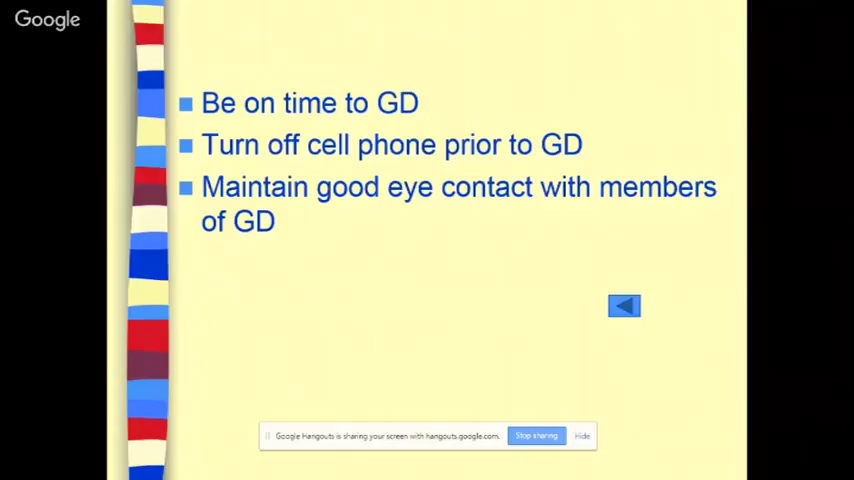 Google
Be on time to GD
Turn off cell phone prior to GD
Maintain good eye contact with members
of GD
Google Hangouts is sharing your screen with hangouts.google.com. Stop sharing Hide